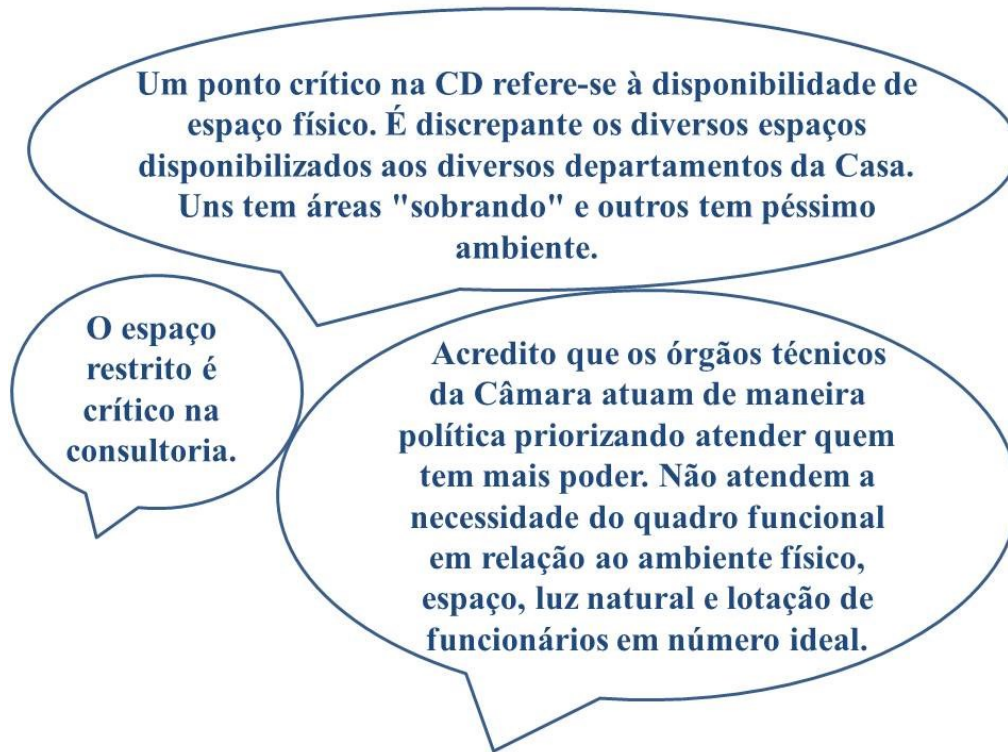 Um ponto crítico na CD refere-se à disponibilidade de
espaço físico. É discrepante os diversos espaços
disponibilizados aos diversos departamentos da Casa.
Uns tem áreas "sobrando" e outros tem péssimo
ambiente.
O espaço
restrito é
crítico na
consultoria.
Acredito que os órgãos técnicos
da Câmara atuam de maneira
política priorizando atender quem
tem mais poder. Não atendem a
necessidade do quadro funcional
em relação ao ambiente físico,
espaço, luz natural e lotação de
funcionários em número ideal.